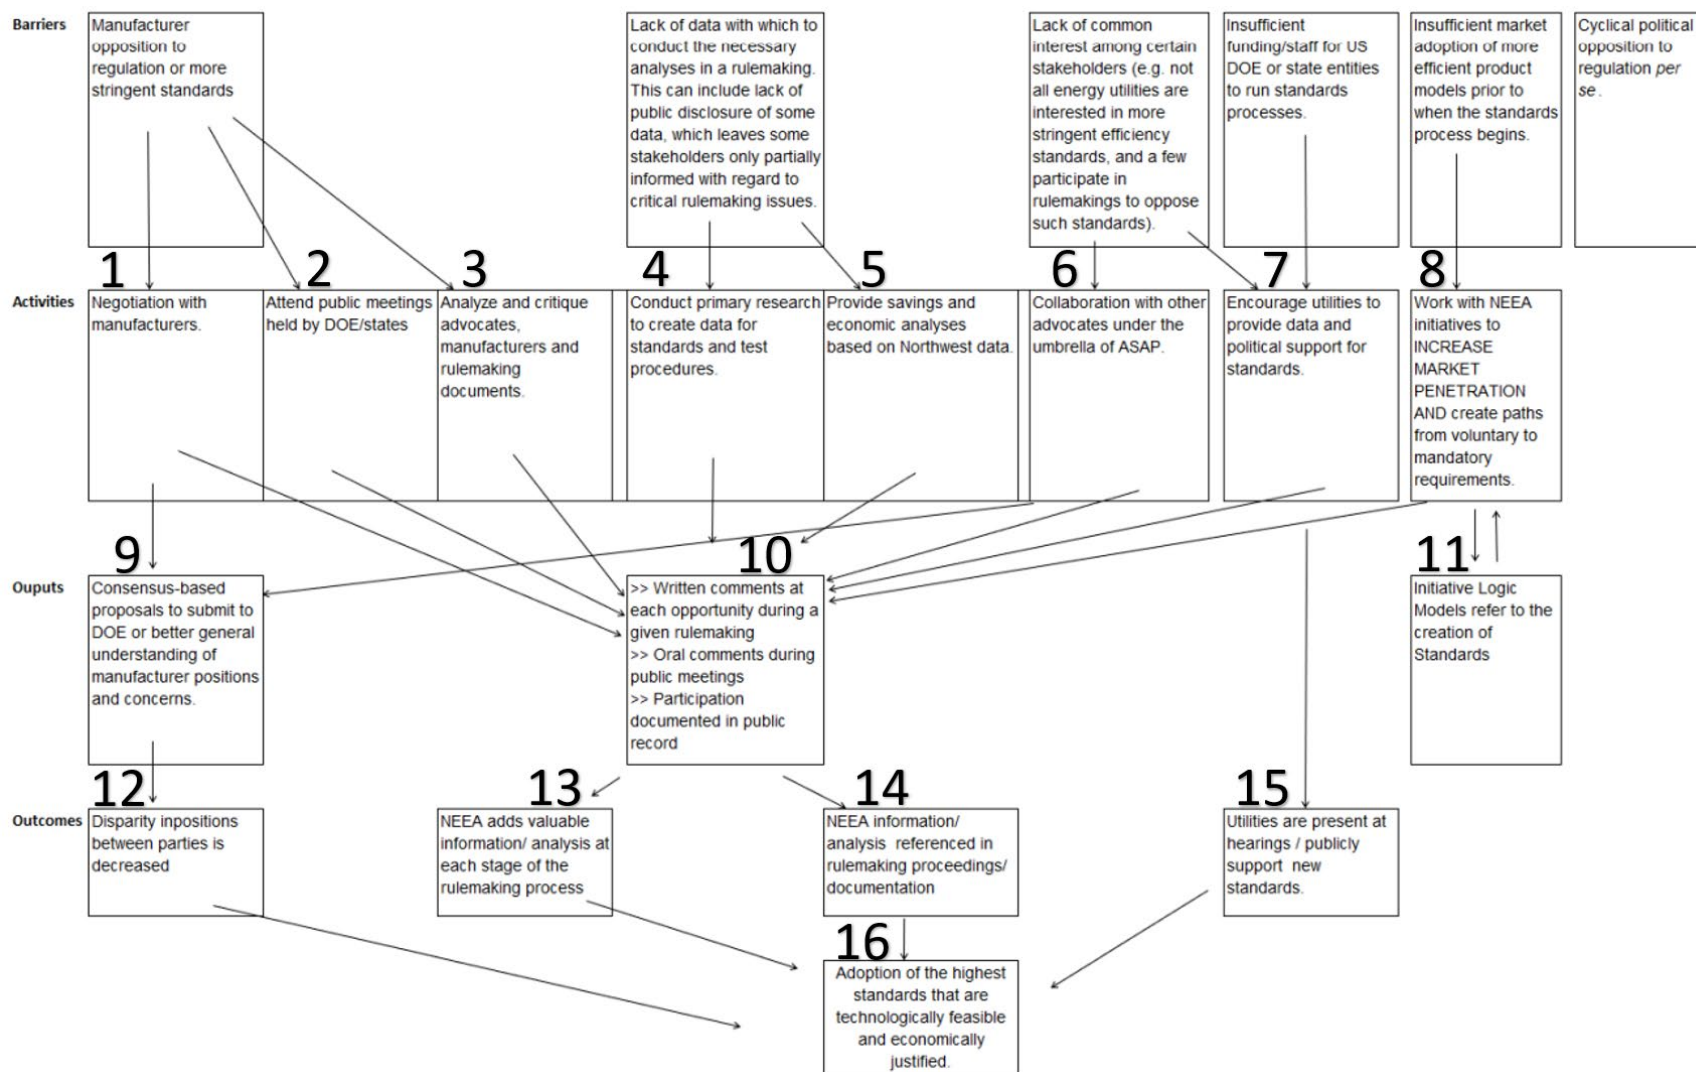 Barriers
Manufacturer
opposition to
regulation or more
stringent standards
Lack of data with which to
conduct the necessary
analyses in a rulemaking.
This can include lack of
public disclosure of some
data, which leaves some
stakeholders only partially
informed with regard to
critical rulemaking issues.
Lack of common
interest among certain
stakeholders (e.g. not
all energy utilities are
interested in more
stringent efficiency
standards, and a few
participate in
rulemakings to oppose
such standards).
Insufficient
funding/staff for US
DOE or state entities
to run standards
processes.
Insufficient market
adoption of more
efficient product
models prior to
when the standards
process begins.
Cyclical political
opposition to
regulation per
se.
Activities
1
Negotiation with
manufacturers.
2
Attend public meetings
held by DOE/states
3
Analyze and critique
advocates,
manufacturers and
rulemaking
documents.
4
Conduct primary research
to create data for
standards and test
procedures.
5
Provide savings and
economic analyses
based on Northwest data.
6
Collaboration with other
advocates under the
umbrella of ASAP.
7
Encourage utilities to
provide data and
political support for
standards.
8
Work with NEEA
initiatives to
INCREASE
MARKET
PENETRATION
AND create paths
from voluntary to
mandatory
requirements.
Ouputs
9
Consensus-based
proposals to submit to
DOE or better general
understanding of
manufacturer positions
and concerns.
10
>> Written comments at
each opportunity during a
given rulemaking
>> Oral comments during
public meetings
>> Participation
documented in public
record
11
Initiative Logic
Models refer to the
creation of
Standards
Outcomes
12
Disparity inpositions
between parties is
decreased
13
NEEA adds valuable
information/ analysis at
each stage of the
rulemaking process
14
NEEA information/
analysis referenced in
rulemaking proceedings/
documentation
15
Utilities are present at
hearings / publicly
support new
standards.
16
Adoption of the highest
standards that are
technologically feasible
and economically
justified.